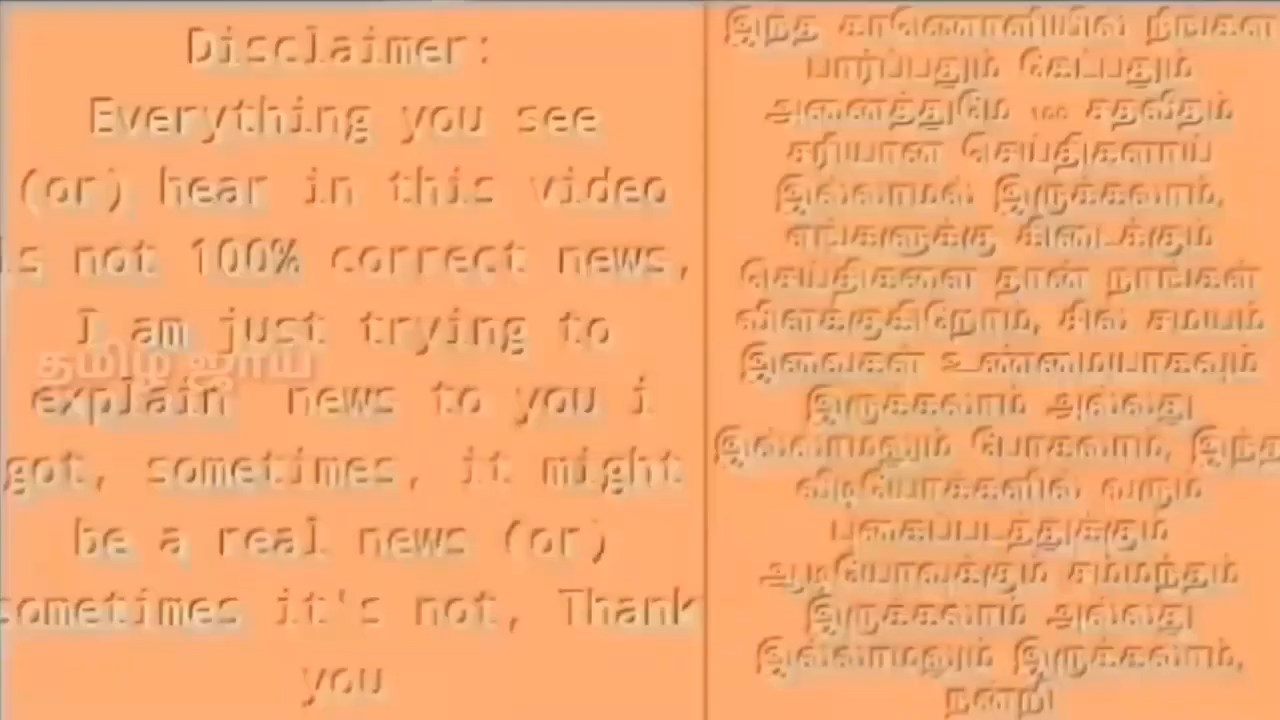 Disclaimer:
Everything you see
(or) hear in this video
is not 100% correct news,
I am just trying to
explain news to you i
got, sometimes, it might
be a real news (or)
sometimes it's not, Thank
you
தமிழ் ஜாய்
இந்த காணொளியில் நீங்கள்
பார்ப்பதும் கேட்பதும்
அனைத்துமே 100 சதவீதம்
சரியான செய்திகளாய்
இல்லாமல் இருக்கலாம்,
எங்களுக்கு கிடைக்கும்
செய்திகளை தான் நாங்கள்
விளக்குகிறோம், சில சமயம்
இவைகள் உண்மையாகவும்
இருக்கலாம் அல்லது
இல்லாமலும் போகலாம், இந்த
வீடியோக்களில் வரும்
புகைப்படத்துக்கும்
ஆடியோவுக்கும் சம்மந்தம்
இருக்கலாம் அல்லது
இல்லாமலும் இருக்கலாம்,
நன்றி